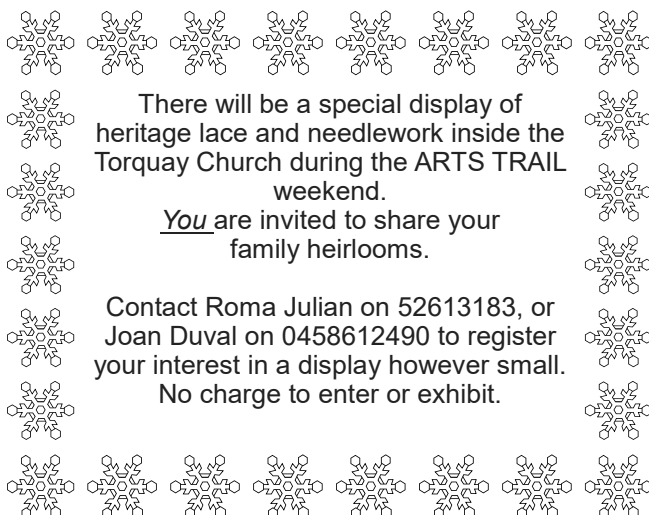 There will be a special display of
heritage lace and needlework inside the
Torquay Church during the ARTS TRAIL
weekend.
You are invited to share your
family heirlooms.
Contact Roma Julian on 52613183, or
Joan Duval on 0458612490 to register
your interest in a display however small.
No charge to enter or exhibit.